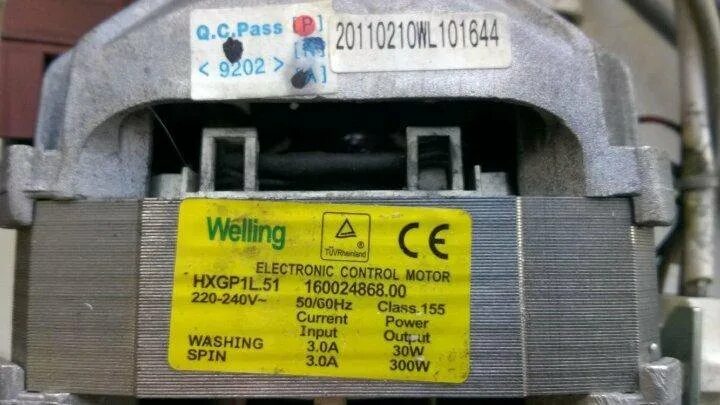 Q.C.Pass [P]
< 9202 > [A]
20110210WL101644
Welling
TÜVRheinland ®
CE
ELECTRONIC CONTROL MOTOR
HXGP1L.51 160024868.00
220-240V~ 50/60Hz Class.155
Current Power
Input Output
WASHING 3.0A 30W
SPIN 3.0A 300W